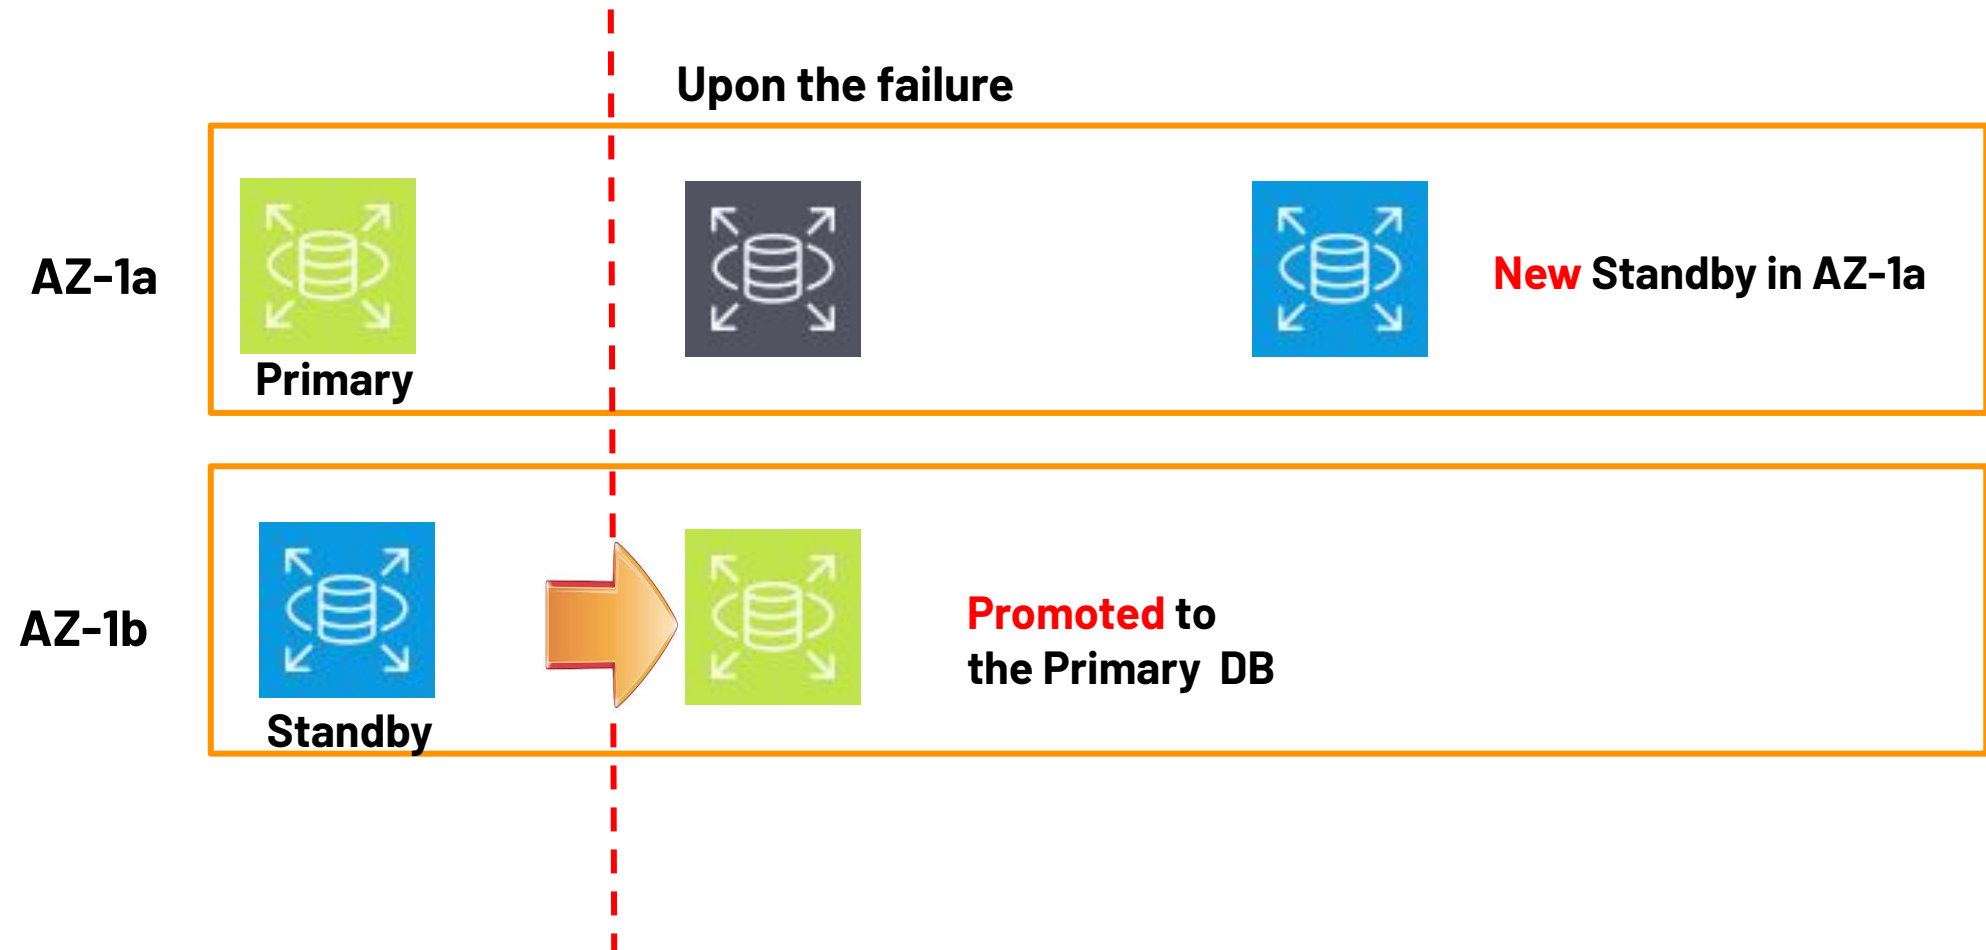 Upon the failure
AZ-1a
Primary
New Standby in AZ-1a
AZ-1b
Standby
Promoted to
the Primary DB